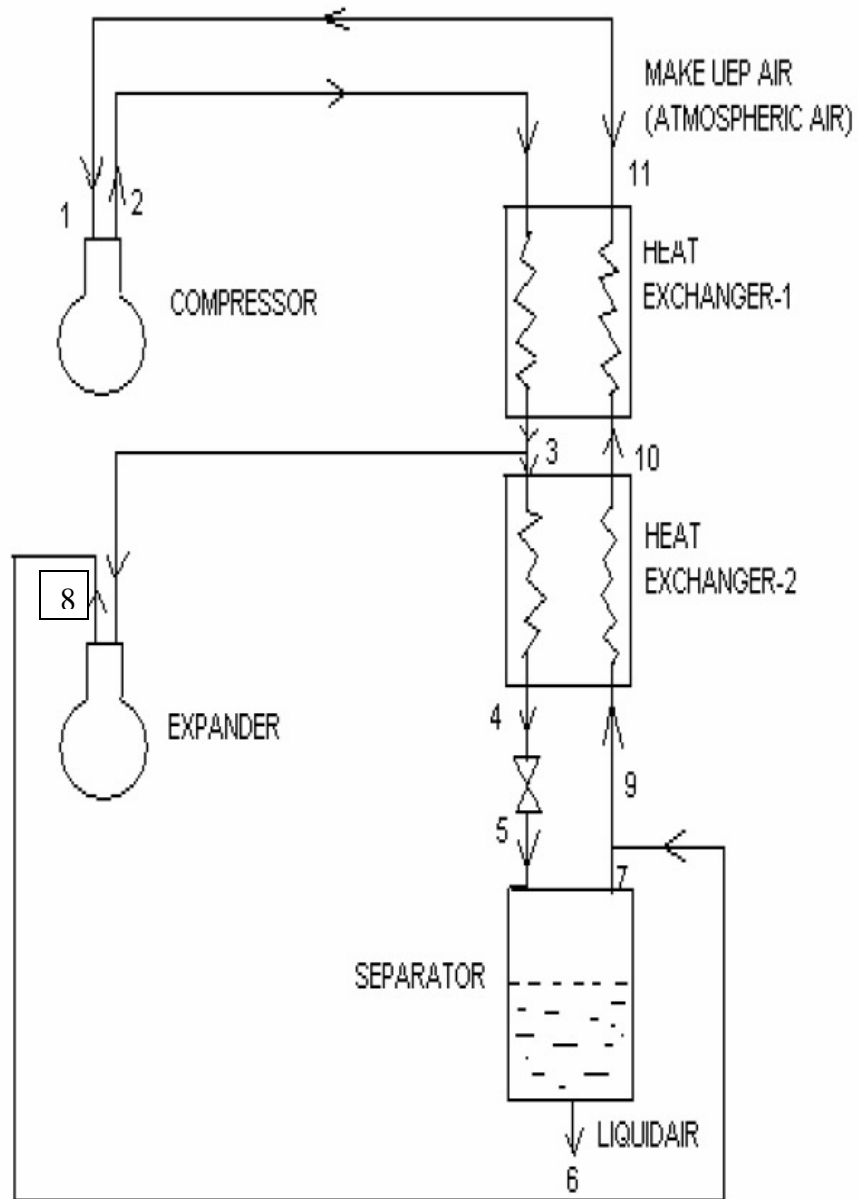 MAKE UEP AIR
(ATMOSPHERIC AIR)
11
1
2
HEAT
EXCHANGER-1
COMPRESSOR
3
10
HEAT
EXCHANGER-2
8
4
EXPANDER
9
5
7
SEPARATOR
LIQUIDAIR
6